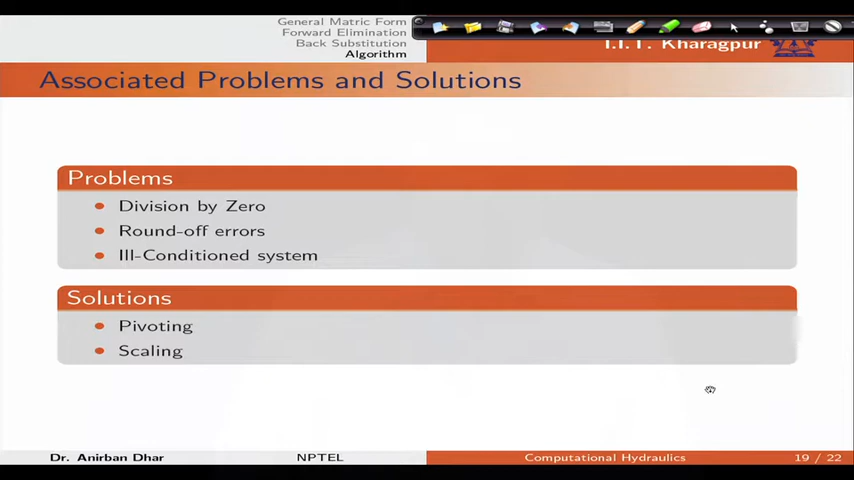 General Matric Form
Forward Elimination
Back Substitution
Algorithm
I.I.T. Kharagpur
Associated Problems and Solutions
Problems
Division by Zero
Round-off errors
Ill-Conditioned system
Solutions
Pivoting
Scaling
Dr. Anirban Dhar NPTEL Computational Hydraulics 19 / 22